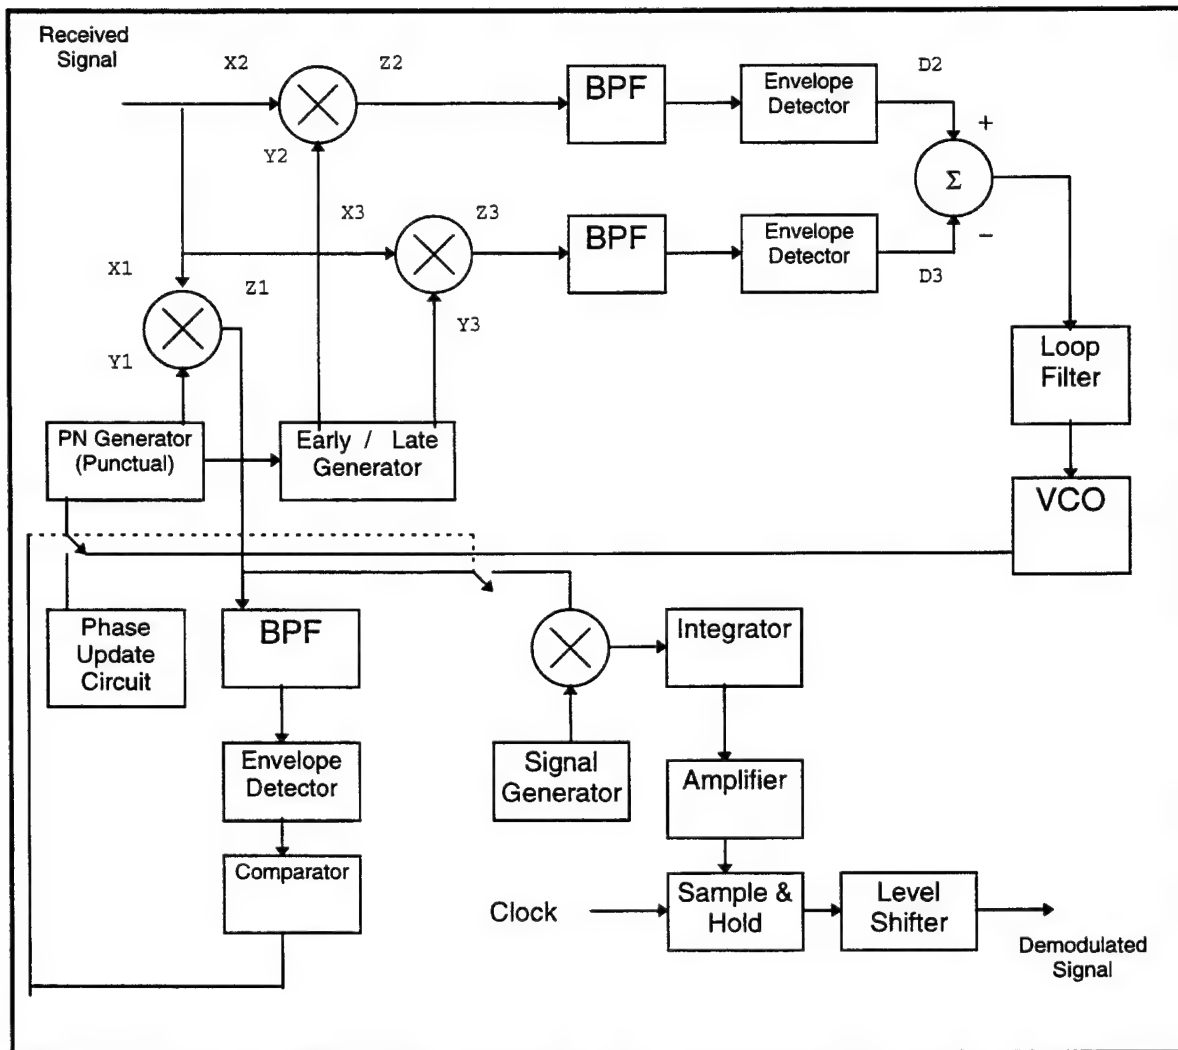 Received
Signal
X2
Z2
BPF
Envelope
Detector
D2
+
Y2
Σ
X3
Z3
BPF
Envelope
Detector
−
D3
X1
Z1
Y3
Y1
Loop
Filter
PN Generator
(Punctual)
Early / Late
Generator
VCO
Phase
Update
Circuit
BPF
Integrator
Envelope
Detector
Signal
Generator
Amplifier
Comparator
Clock
Sample &
Hold
Level
Shifter
Demodulated
Signal